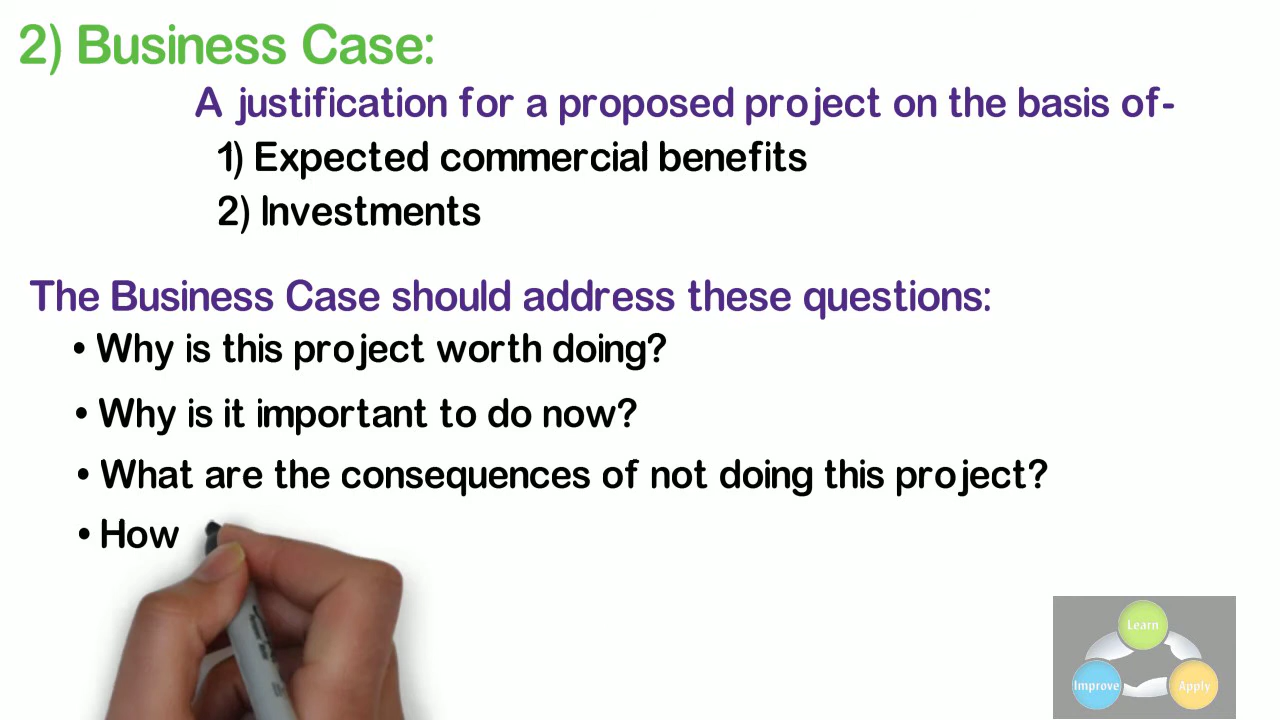 2) Business Case:
A justification for a proposed project on the basis of-
1) Expected commercial benefits
2) Investments
The Business Case should address these questions:
• Why is this project worth doing?
• Why is it important to do now?
• What are the consequences of not doing this project?
• How
Learn
Improve
Apply